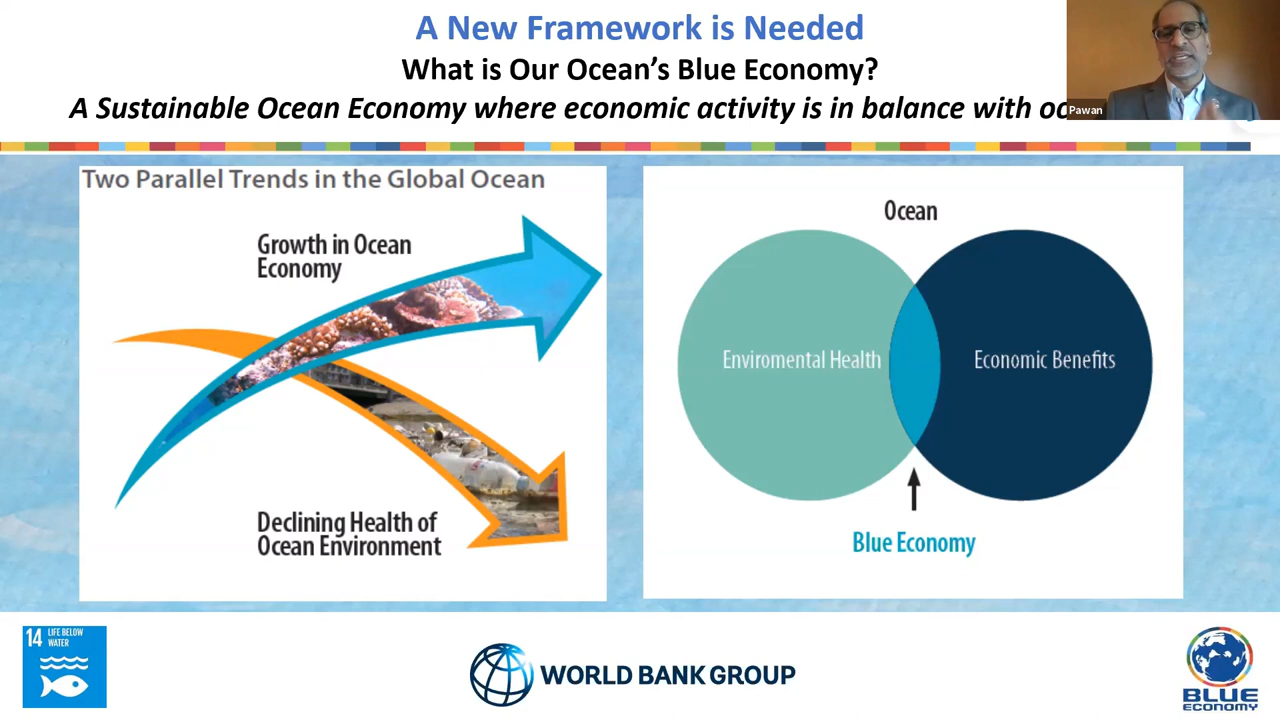 A New Framework is Needed
What is Our Ocean's Blue Economy?
A Sustainable Ocean Economy where economic activity is in balance with
Pawan
Two Parallel Trends in the Global Ocean
Growth in Ocean
Economy
Declining Health of
Ocean Environment
Ocean
Enviromental Health
Economic Benefits
Blue Economy
14 LIFE BELOW
WATER
WORLD BANK GROUP
BLUE
ECONOMY